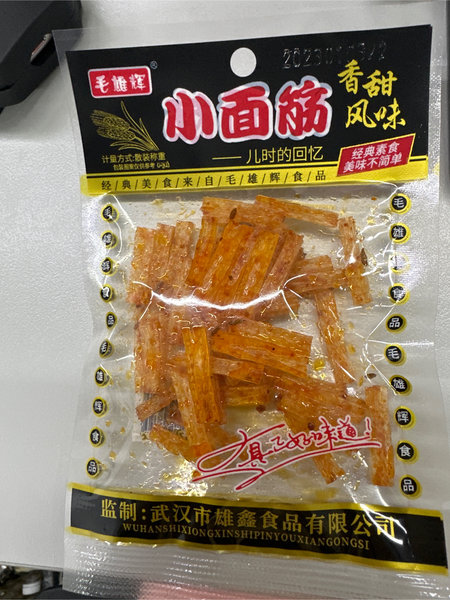 毛雄辉®
小面筋
香甜
风味
计量方式:散装称重
——儿时的回忆
经典素食
美味不简单
经典美食来自毛雄辉食品
毛雄辉食品毛雄辉食品
毛雄辉食品毛雄辉食品
监制:武汉市雄鑫食品有限公司
WUHANSHIXIONGXINSHIPINYOUXIANGONGSI